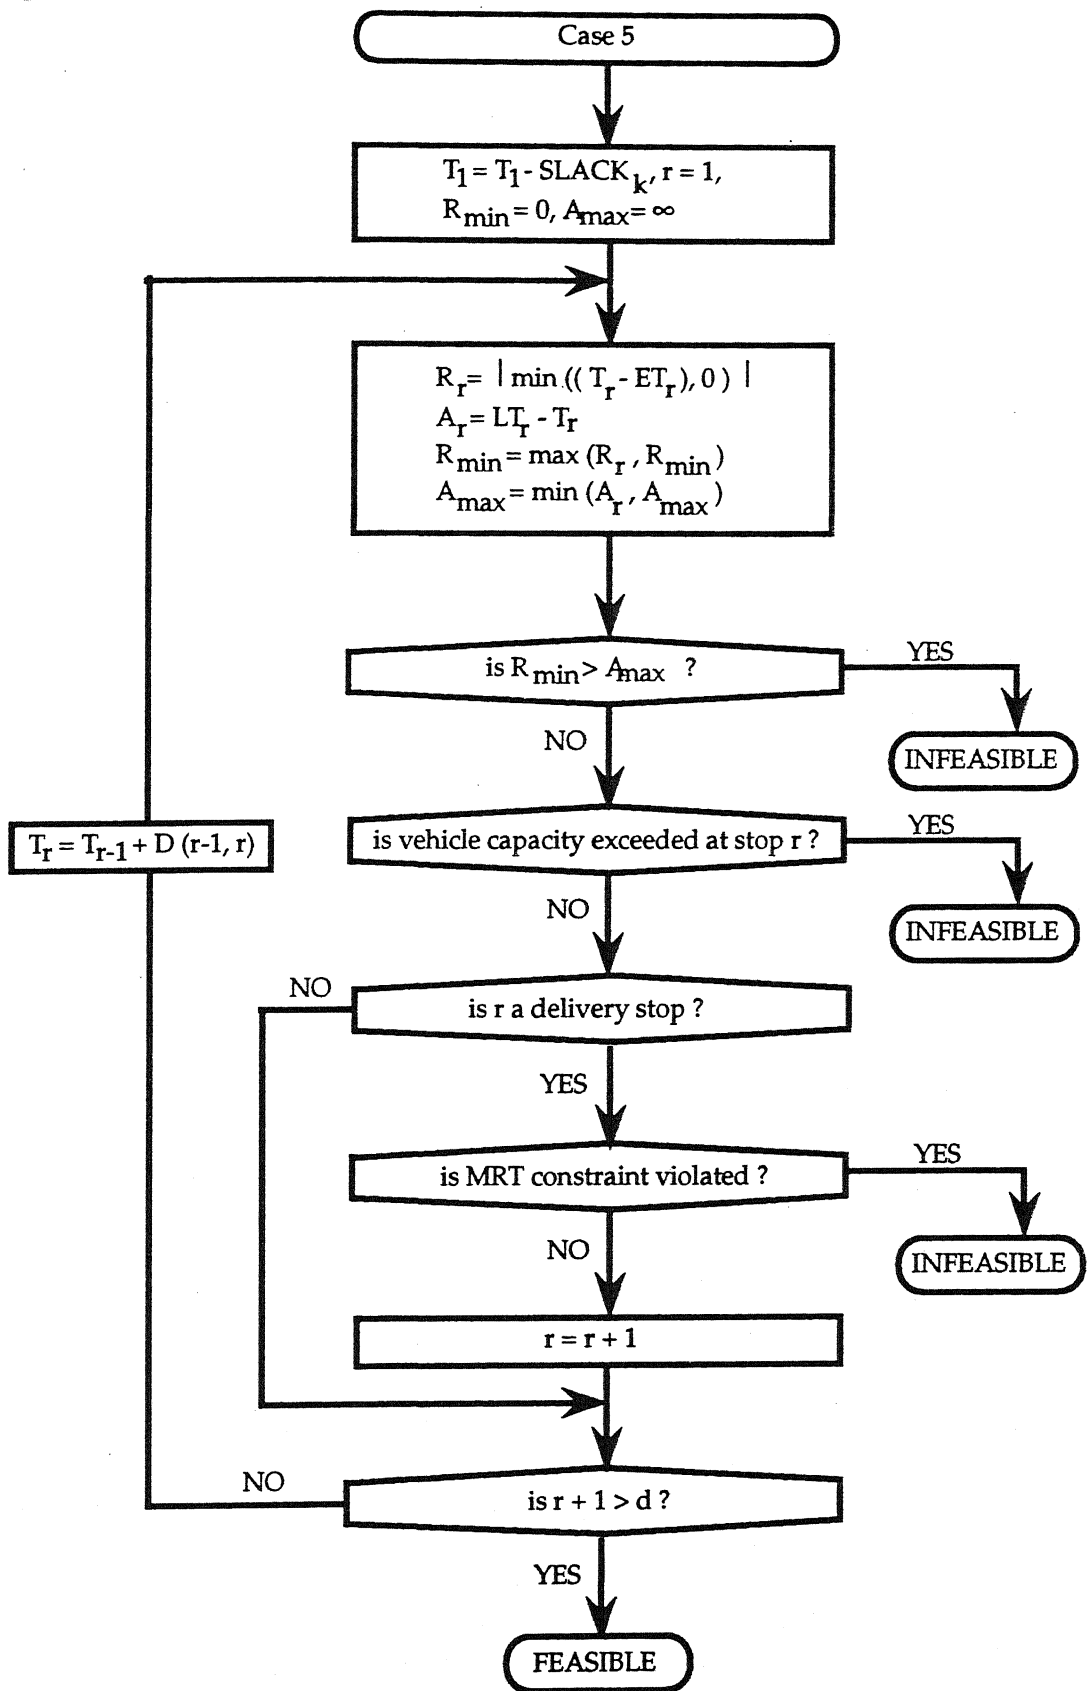 Case 5
T1 = T1 - SLACKk, r = 1,
Rmin = 0, Amax = ∞
Rr = | min ((Tr - ETr), 0) |
Ar = LTr - Tr
Rmin = max (Rr, Rmin)
Amax = min (Ar, Amax)
is Rmin > Amax ?
YES
INFEASIBLE
NO
is vehicle capacity exceeded at stop r ?
YES
INFEASIBLE
Tr = Tr-1 + D (r-1, r)
NO
is r a delivery stop ?
NO
YES
is MRT constraint violated ?
YES
INFEASIBLE
NO
r = r + 1
is r + 1 > d ?
NO
YES
FEASIBLE